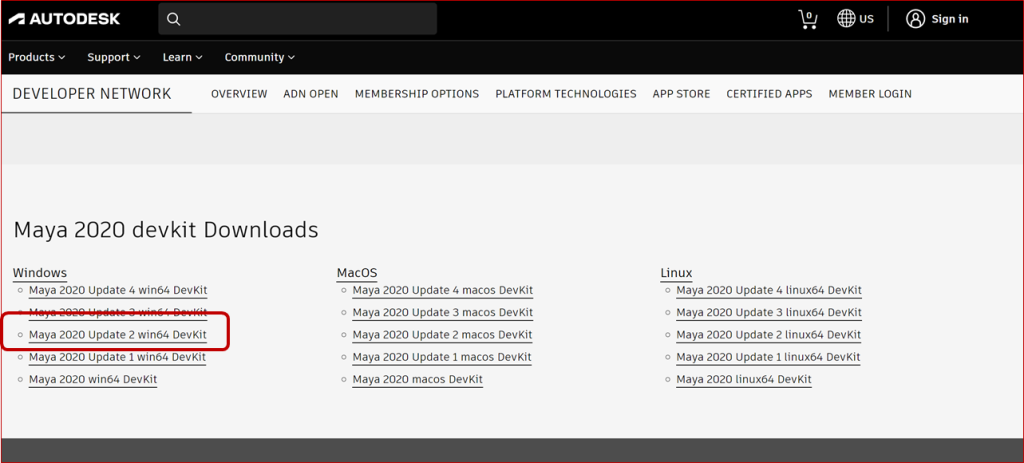 AUTODESK
0
US
Sign in
Products
Support
Learn
Community
DEVELOPER NETWORK
OVERVIEW
ADN OPEN
MEMBERSHIP OPTIONS
PLATFORM TECHNOLOGIES
APP STORE
CERTIFIED APPS
MEMBER LOGIN
Maya 2020 devkit Downloads
Windows
Maya 2020 Update 4 win64 DevKit
Maya 2020 Update 3 win64 DevKit
Maya 2020 Update 2 win64 DevKit
Maya 2020 Update 1 win64 DevKit
Maya 2020 win64 DevKit
MacOS
Maya 2020 Update 4 macos DevKit
Maya 2020 Update 3 macos DevKit
Maya 2020 Update 2 macos DevKit
Maya 2020 Update 1 macos DevKit
Maya 2020 macos DevKit
Linux
Maya 2020 Update 4 linux64 DevKit
Maya 2020 Update 3 linux64 DevKit
Maya 2020 Update 2 linux64 DevKit
Maya 2020 Update 1 linux64 DevKit
Maya 2020 linux64 DevKit